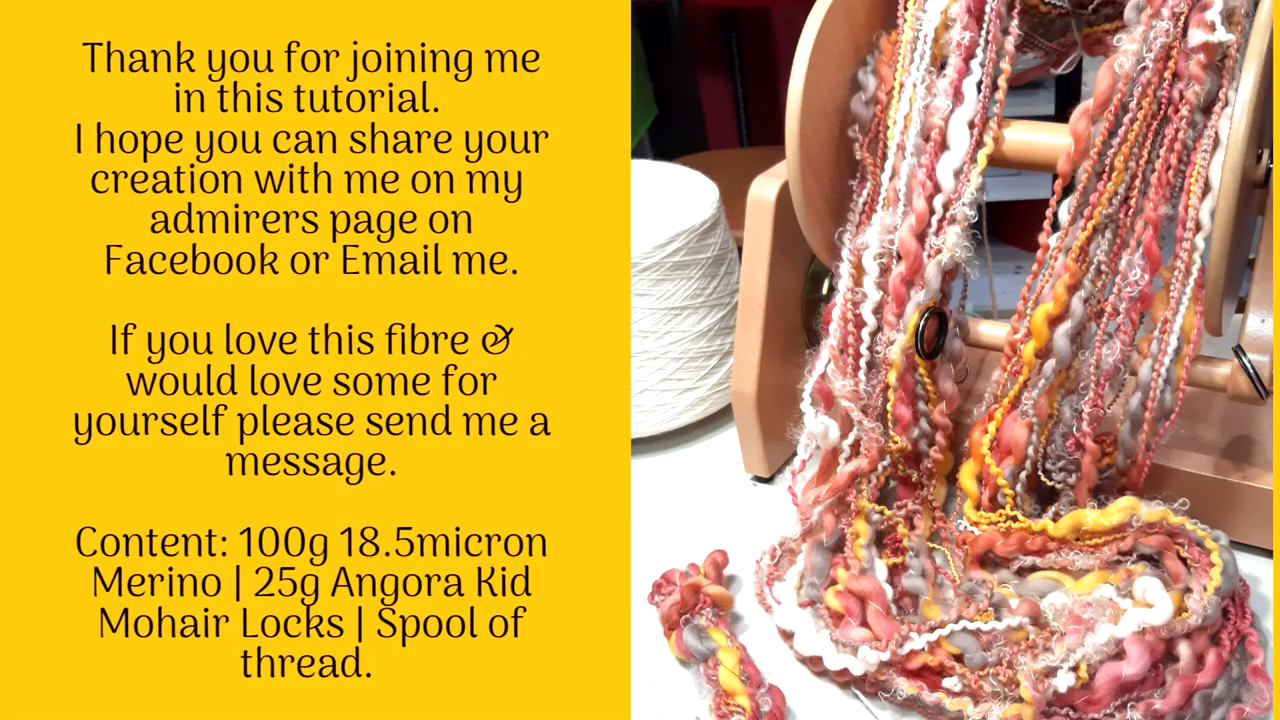 Thank you for joining me
in this tutorial.
I hope you can share your
creation with me on my
admirers page on
Facebook or Email me.
If you love this fibre &
would love some for
yourself please send me a
message.
Content: 100g 18.5micron
Merino | 25g Angora Kid
Mohair Locks | Spool of
thread.